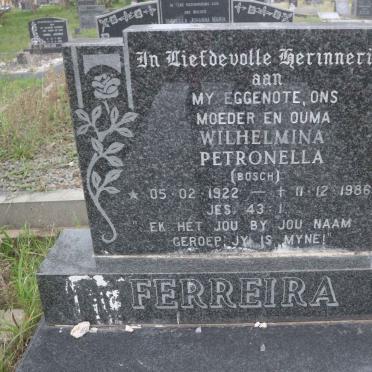 In Liefdevolle Herinneri
aan
MY EGGENOTE, ONS
MOEDER EN OUMA
WILHELMINA
PETRONELLA
(BOSCH)
* 05 02 1922 — † 11 12 1986
JES. 43:1
"EK HET JOU BY JOU NAAM
GEROEP, JY IS MYNE!"
FERREIRA